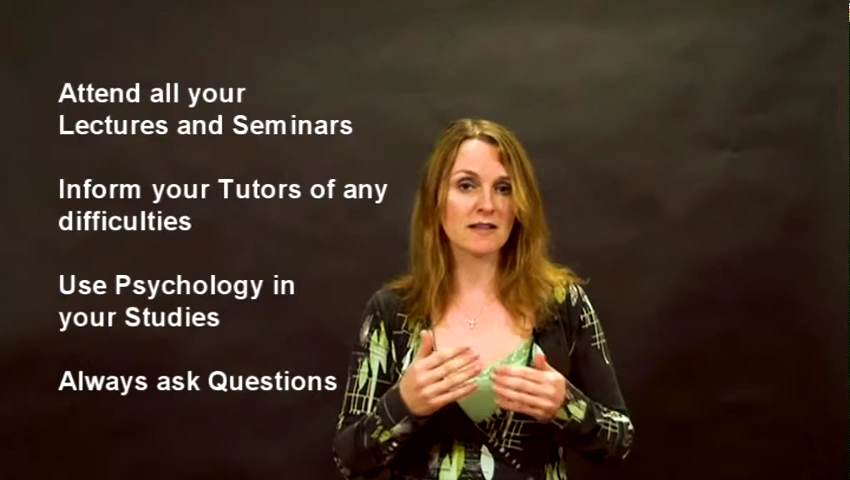 Attend all your
Lectures and Seminars
Inform your Tutors of any
difficulties
Use Psychology in
your Studies
Always ask Questions